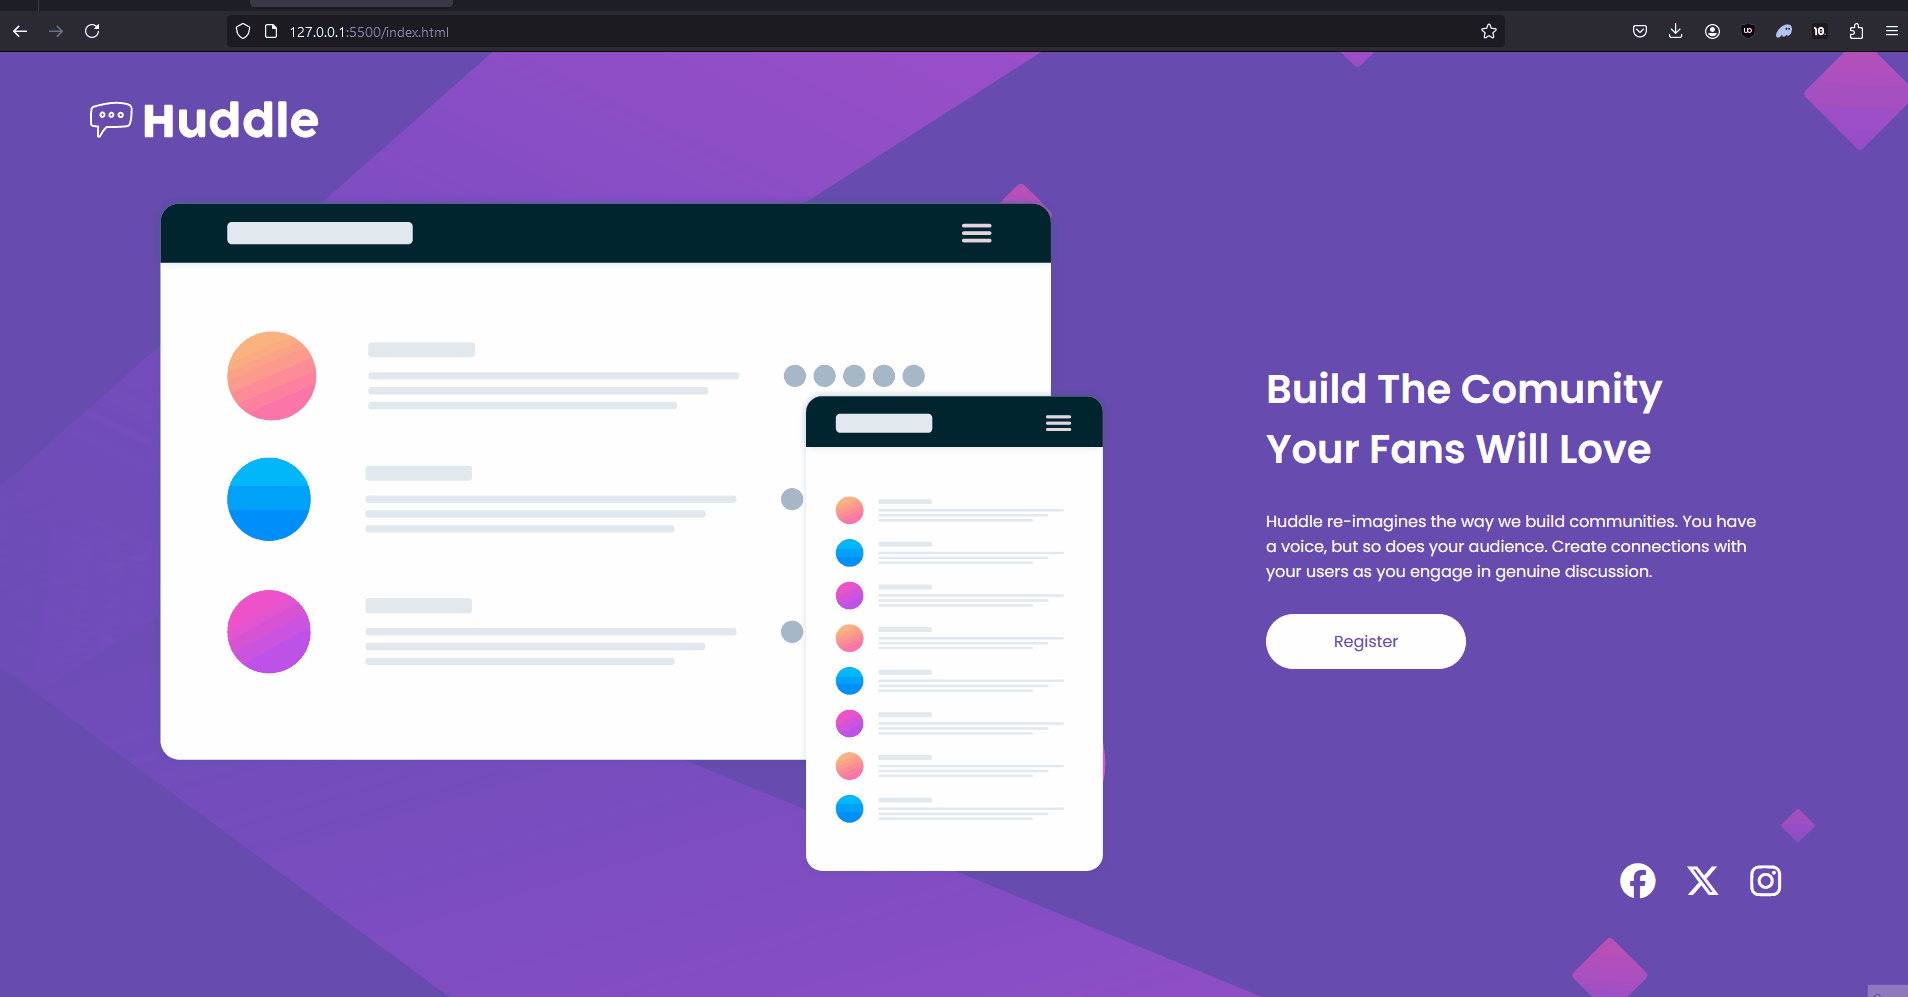 127.0.0.1:5500/index.html
UD
10
Huddle
Build The Comunity
Your Fans Will Love
Huddle re-imagines the way we build communities. You have
a voice, but so does your audience. Create connections with
your users as you engage in genuine discussion.
Register